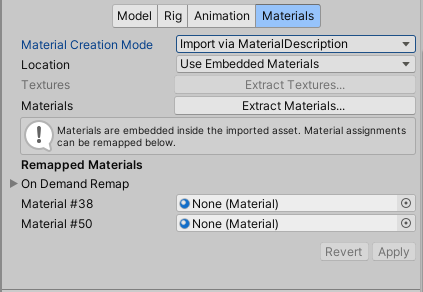 Model Rig Animation Materials
Material Creation Mode Import via MaterialDescription
Location Use Embedded Materials
Textures Extract Textures...
Materials Extract Materials...
Materials are embedded inside the imported asset. Material assignments
can be remapped below.
Remapped Materials
On Demand Remap
Material #38 None (Material)
Material #50 None (Material)
Revert Apply